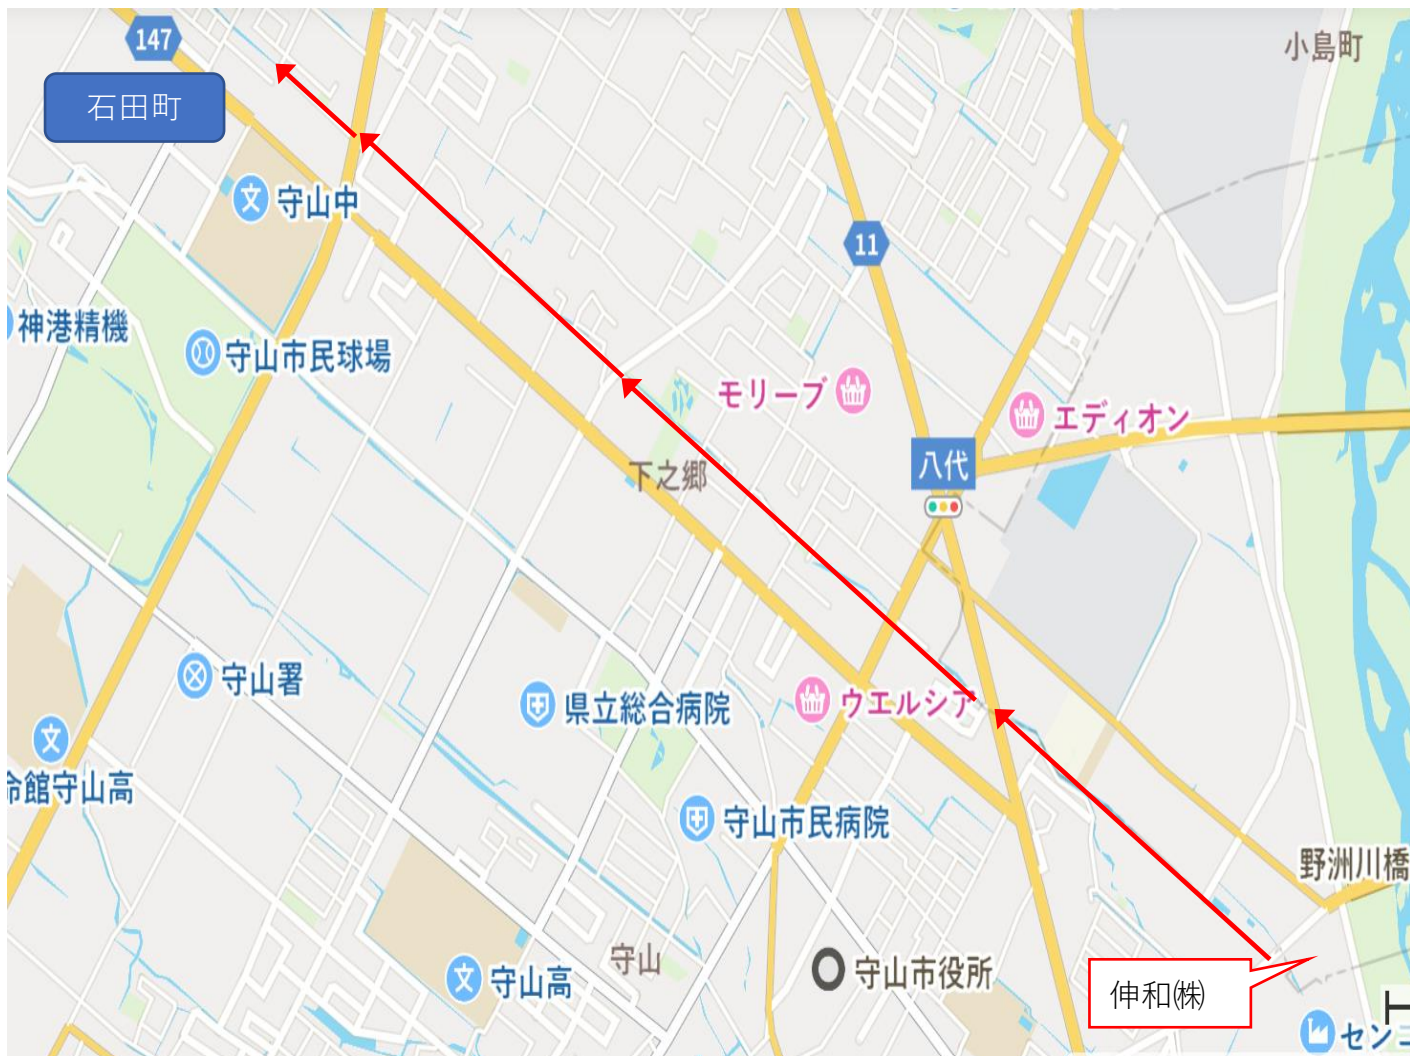 147
小島町
石田町
守山中
11
神港精機
守山市民球場
モリーブ
エディオン
八代
下之郷
守山署
県立総合病院
ウエルシア
命館守山高
守山市民病院
野洲川橋
守山
守山高
守山市役所
伸和㈱
セン